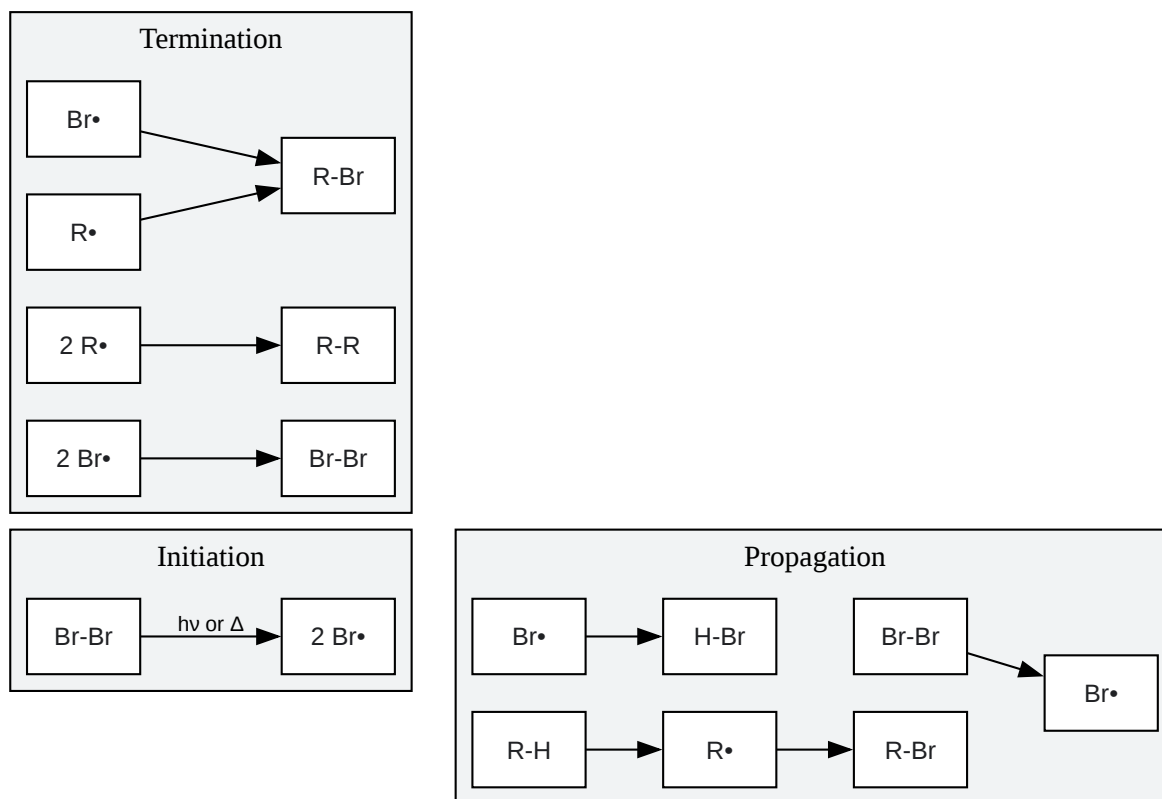 Termination
Br•
R-Br
R•
2 R•
R-R
2 Br•
Br-Br
Initiation
Br-Br
hν or Δ
2 Br•
Propagation
Br•
H-Br
Br-Br
Br•
R-H
R•
R-Br